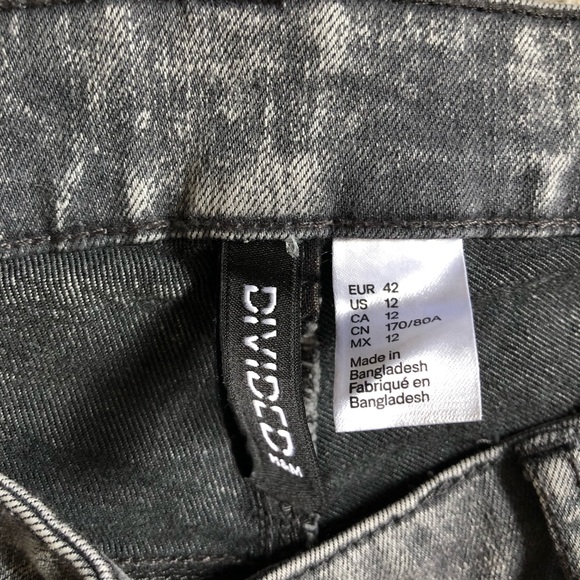 DIVIDED
EUR 42
US 12
CA 12
CN 170/80A
MX 12
Made in
Bangladesh
Fabriqué en
Bangladesh